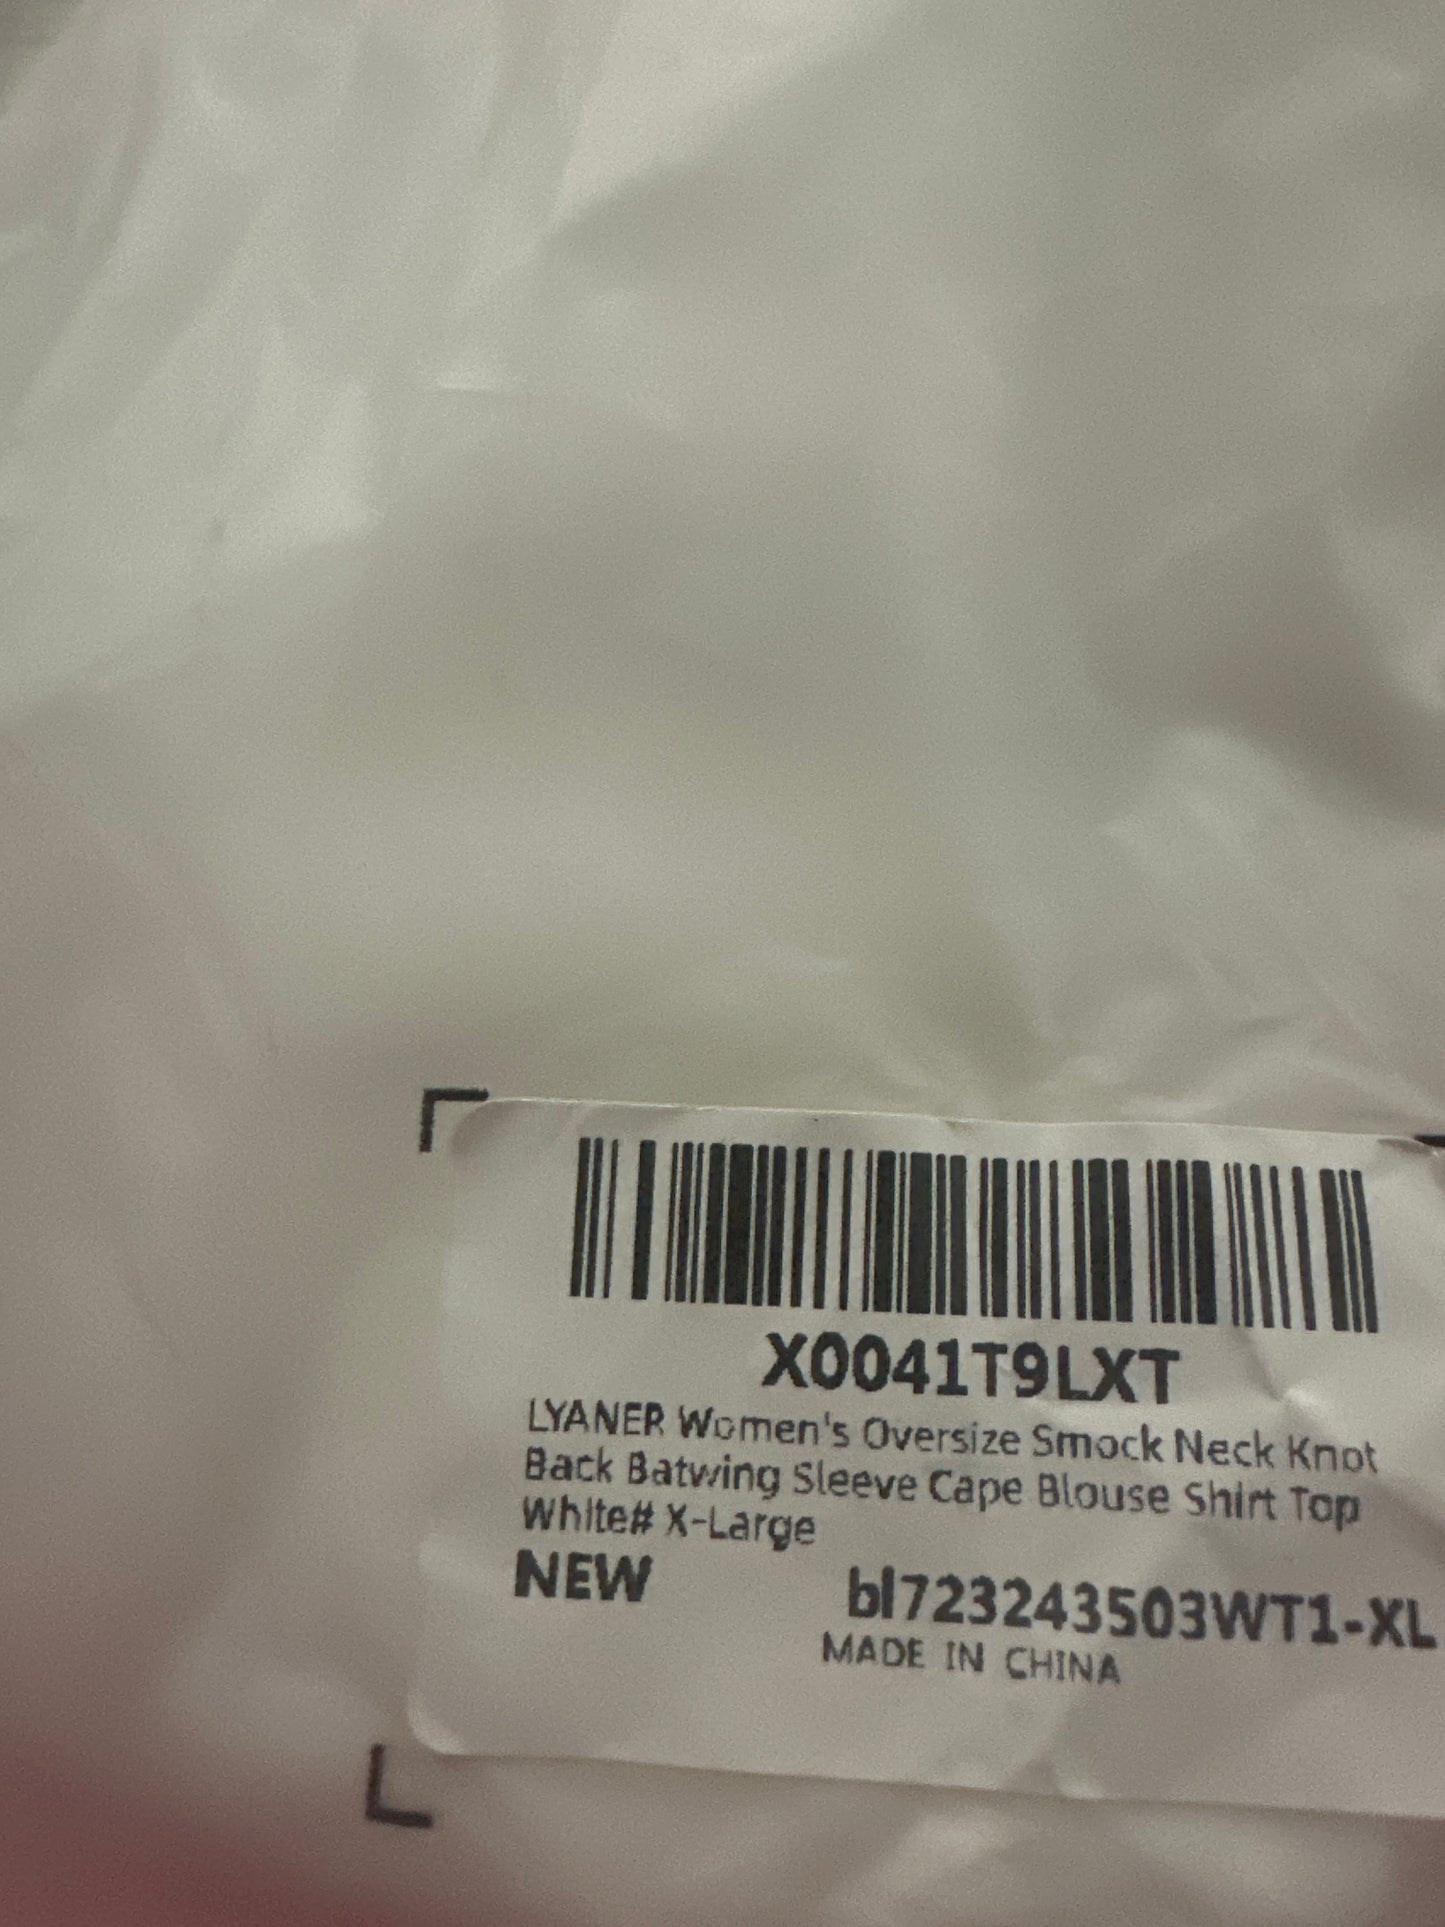 X0041T9LXT
LYANER Women's Oversize Smock Neck Knot
Back Batwing Sleeve Cape Blouse Shirt Top
White# X-Large
NEW bl723243503WT1-XL
MADE IN CHINA